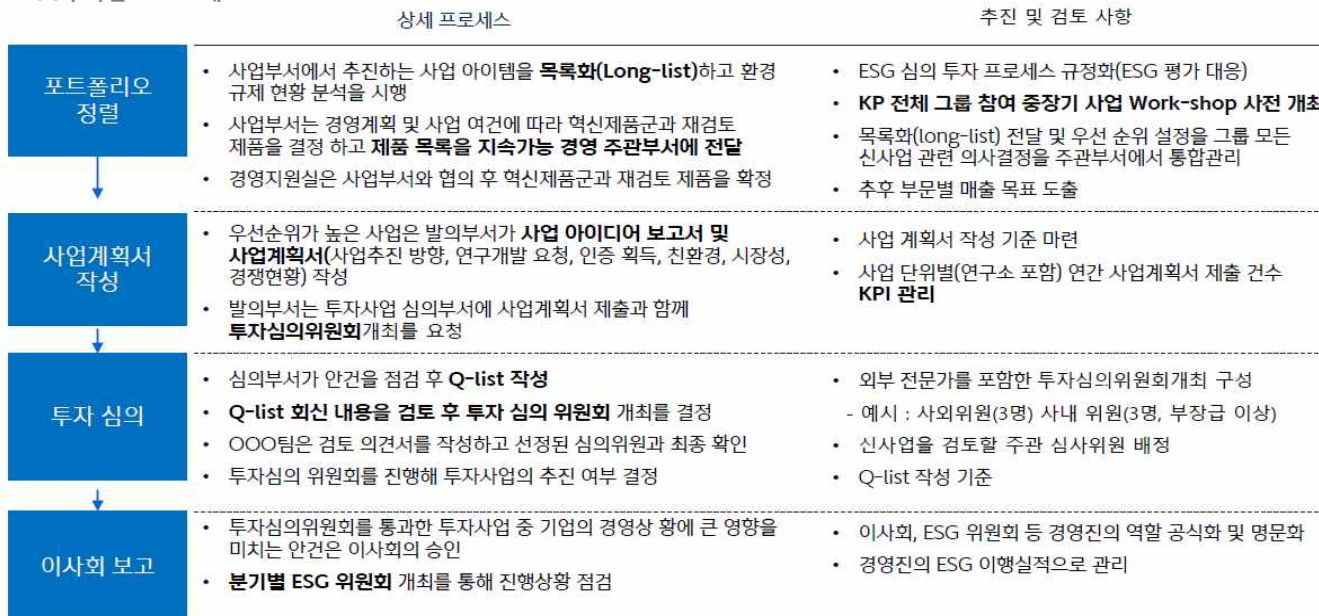 상세 프로세스
추진 및 검토 사항
포트폴리오
정렬
• 사업부서에서 추진하는 사업 아이템을 목록화(Long-list)하고 환경
규제 현황 분석을 시행
• 사업부서는 경영계획 및 사업 여건에 따라 혁신제품군과 재검토
제품을 결정 하고 제품 목록을 지속가능 경영 주관부서에 전달
• 경영지원실은 사업부서와 협의 후 혁신제품군과 재검토 제품을 확정
• ESG 심의 투자 프로세스 규정화(ESG 평가 대응)
• KP 전체 그룹 참여 중장기 사업 Work-shop 사전 개최
• 목록화(long-list) 전달 및 우선 순위 설정을 그룹 모든
신사업 관련 의사결정을 주관부서에서 통합관리
• 추후 부문별 매출 목표 도출
사업계획서
작성
• 우선순위가 높은 사업은 발의부서가 사업 아이디어 보고서 및
사업계획서(사업추진 방향, 연구개발 요청, 인증 획득, 친환경, 시장성,
경쟁현황) 작성
• 발의부서는 투자사업 심의부서에 사업계획서 제출과 함께
투자심의위원회개최를 요청
• 사업 계획서 작성 기준 마련
• 사업 단위별(연구소 포함) 연간 사업계획서 제출 건수
KPI 관리
투자 심의
• 심의부서가 안건을 점검 후 Q-list 작성
• Q-list 회신 내용을 검토 후 투자 심의 위원회 개최를 결정
• OOO팀은 검토 의견서를 작성하고 선정된 심의위원과 최종 확인
• 투자심의 위원회를 진행해 투자사업의 추진 여부 결정
• 외부 전문가를 포함한 투자심의위원회개최 구성
- 예시 : 사외위원(3명) 사내 위원(3명, 부장급 이상)
• 신사업을 검토할 주관 심사위원 배정
• Q-list 작성 기준
이사회 보고
• 투자심의위원회를 통과한 투자사업 중 기업의 경영상 황에 큰 영향을
미치는 안건은 이사회의 승인
• 분기별 ESG 위원회 개최를 통해 진행상황 점검
• 이사회, ESG 위원회 등 경영진의 역할 공식화 및 명문화
• 경영진의 ESG 이행실적으로 관리